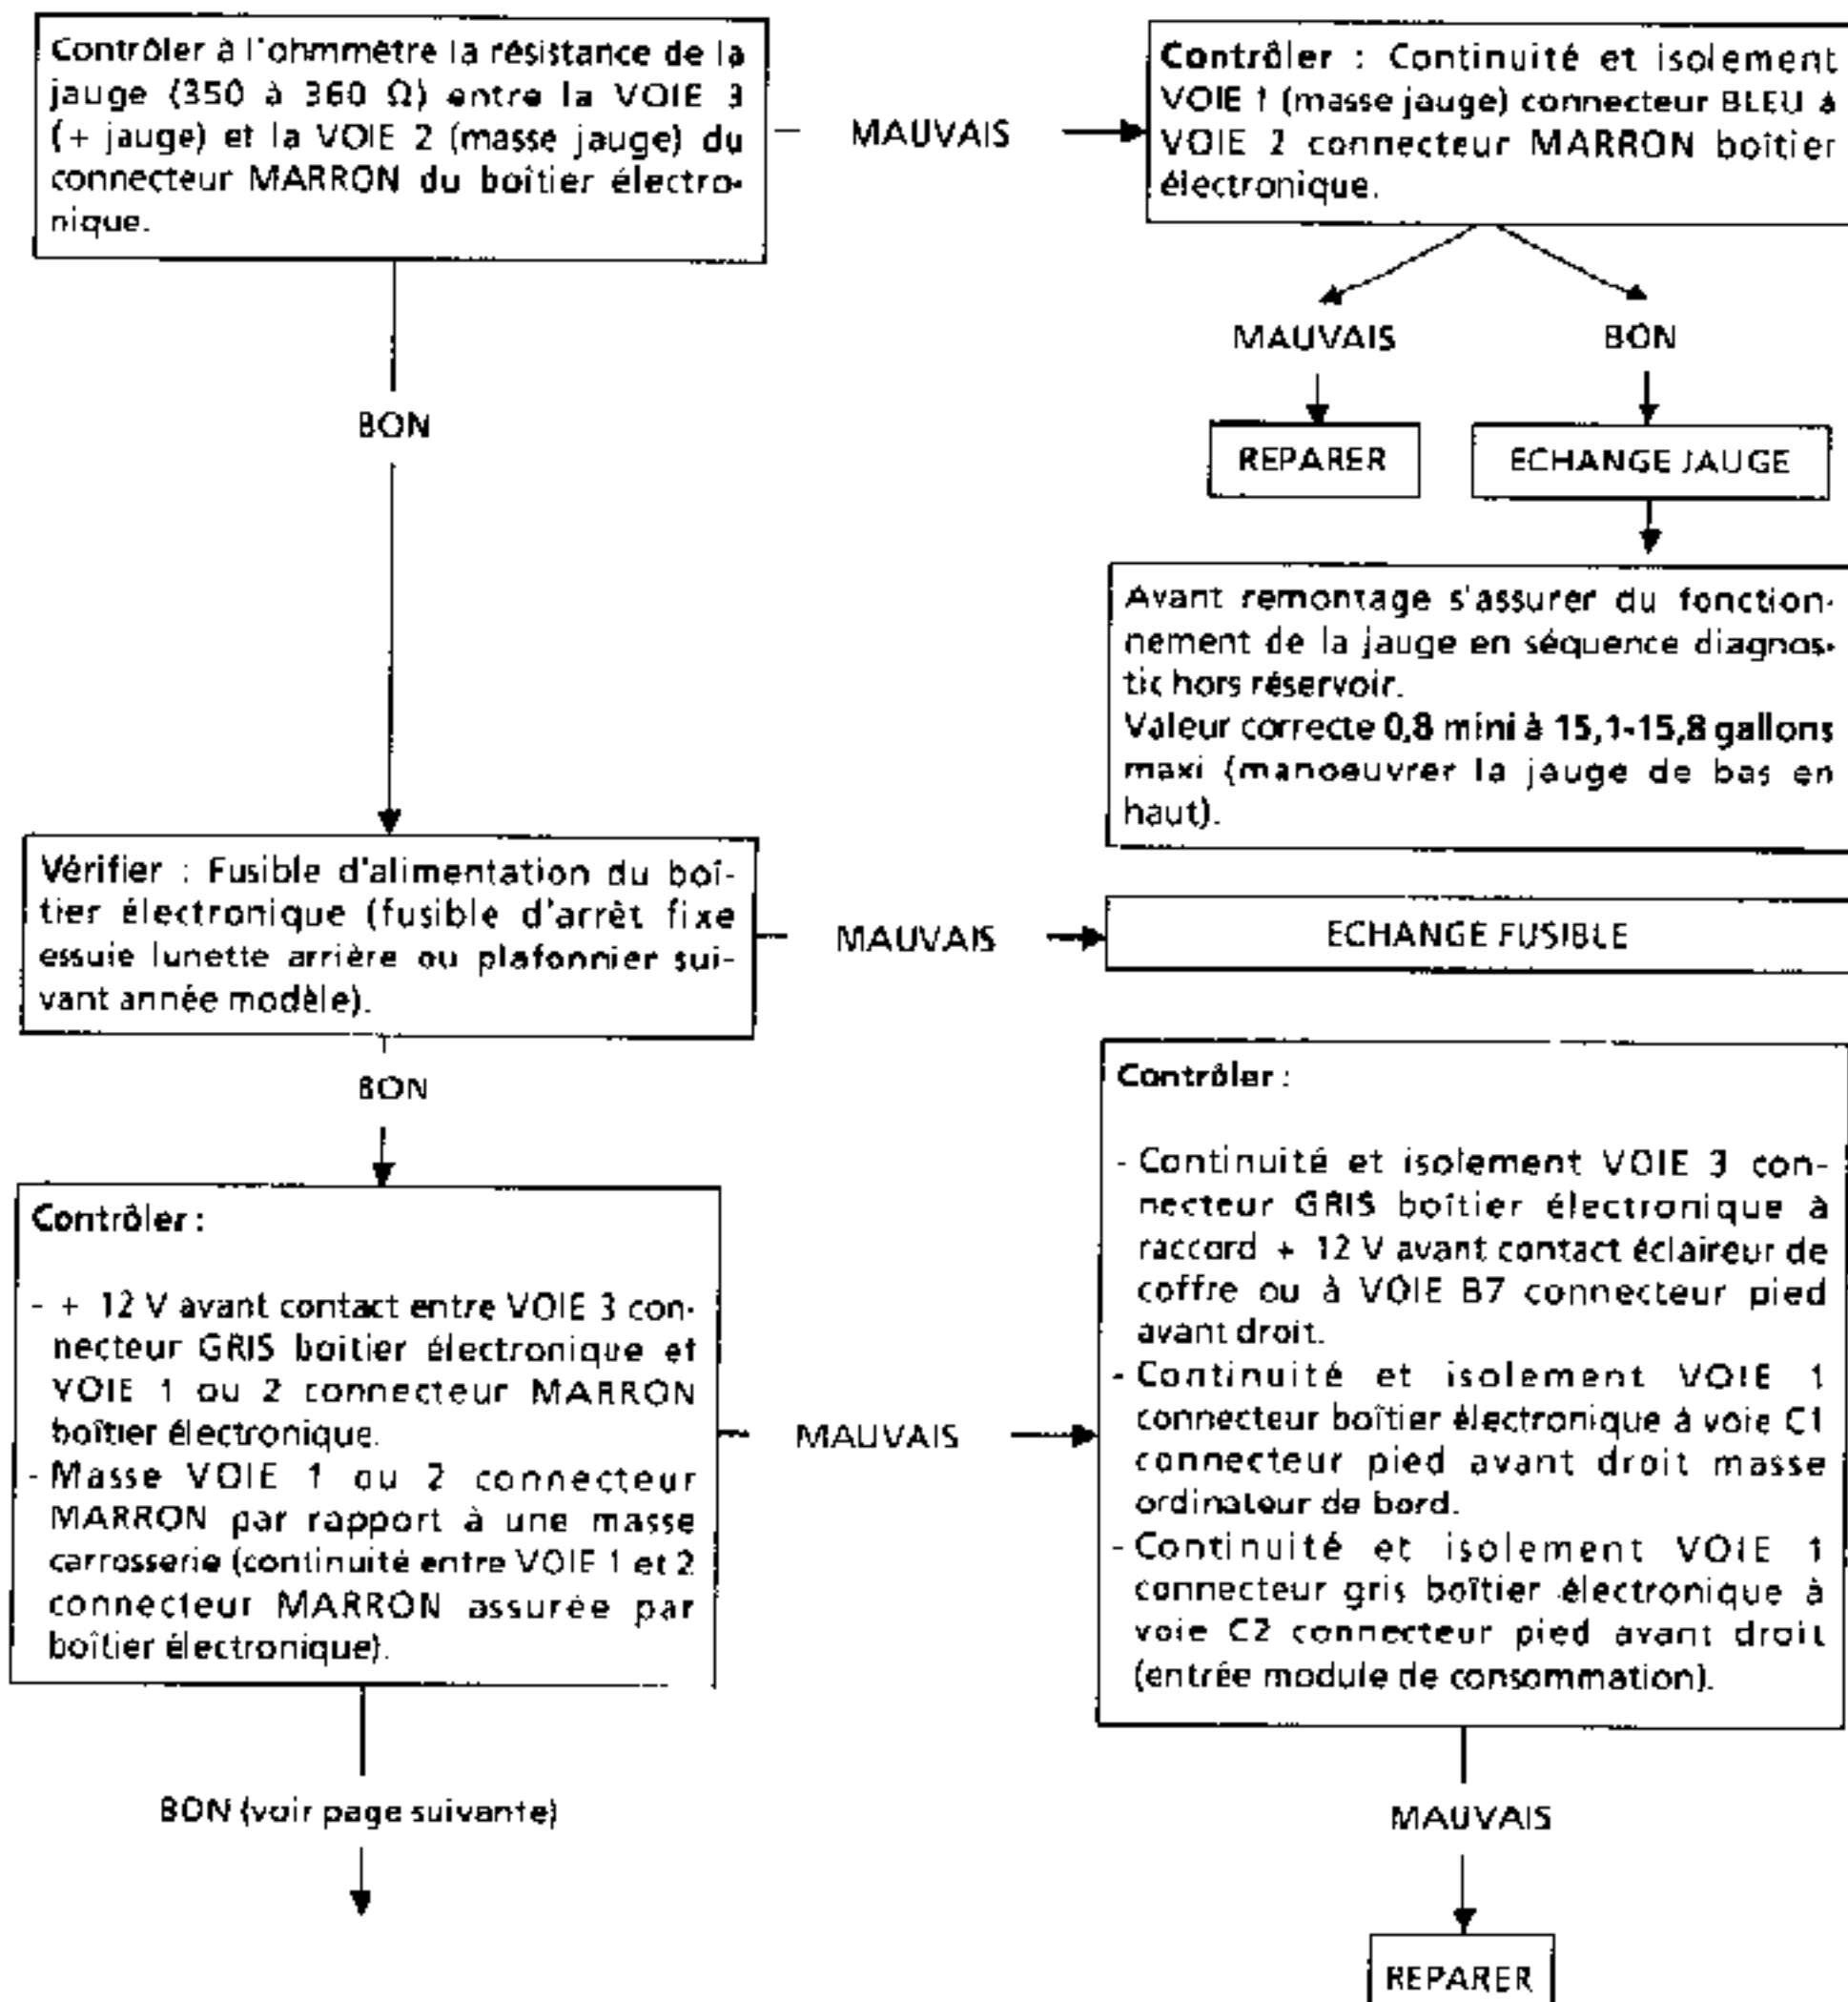 Contrôler à l'ohmmètre la résistance de la
jauge (350 à 360 Ω) entre la VOIE 3
(+ jauge) et la VOIE 2 (masse jauge) du
connecteur MARRON du boîtier électro-
nique.
MAUVAIS
Contrôler : Continuité et isolement
VOIE 1 (masse jauge) connecteur BLEU à
VOIE 2 connecteur MARRON boîtier
électronique.
MAUVAIS
BON
BON
REPARER
ECHANGE JAUGE
Avant remontage s'assurer du fonction-
nement de la jauge en séquence diagnos-
tic hors réservoir.
Valeur correcte 0,8 mini à 15,1-15,8 gallons
maxi (manoeuvrer la jauge de bas en
haut).
Vérifier : Fusible d'alimentation du boî-
tier électronique (fusible d'arrêt fixe
essuie lunette arrière ou plafonnier sui-
vant année modèle).
MAUVAIS
ECHANGE FUSIBLE
BON
Contrôler :
- + 12 V avant contact entre VOIE 3 con-
necteur GRIS boitier électronique et
VOIE 1 ou 2 connecteur MARRON
boîtier électronique.
- Masse VOIE 1 ou 2 connecteur
MARRON par rapport à une masse
carrosserie (continuité entre VOIE 1 et 2
connecteur MARRON assurée par
boîtier électronique).
MAUVAIS
Contrôler :
- Continuité et isolement VOIE 3 con-
necteur GRIS boîtier électronique à
raccord + 12 V avant contact éclaireur de
coffre ou à VOIE B7 connecteur pied
avant droit.
- Continuité et isolement VOIE 1
connecteur boîtier électronique à voie C1
connecteur pied avant droit masse
ordinateur de bord.
- Continuité et isolement VOIE 1
connecteur gris boîtier électronique à
voie C2 connecteur pied avant droit
(entrée module de consommation).
BON (voir page suivante)
MAUVAIS
REPARER